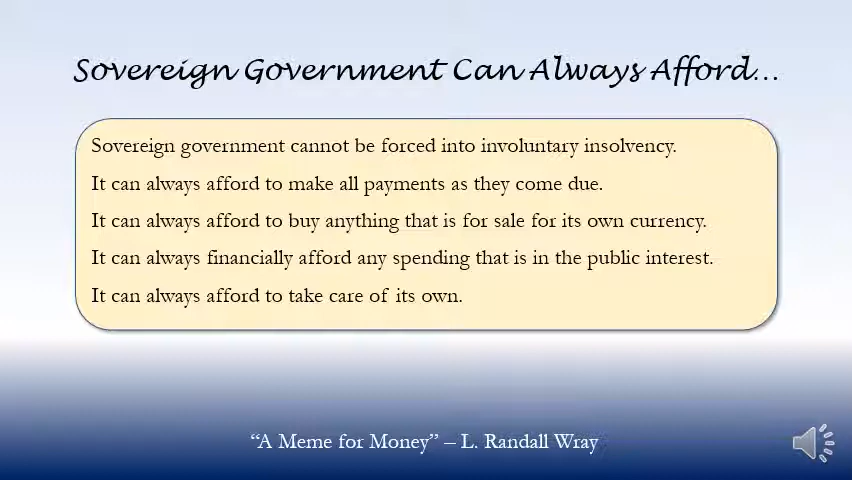 Sovereign Government Can Always Afford...
Sovereign government cannot be forced into involuntary insolvency.
It can always afford to make all payments as they come due.
It can always afford to buy anything that is for sale for its own currency.
It can always financially afford any spending that is in the public interest.
It can always afford to take care of its own.
“A Meme for Money” – L. Randall Wray